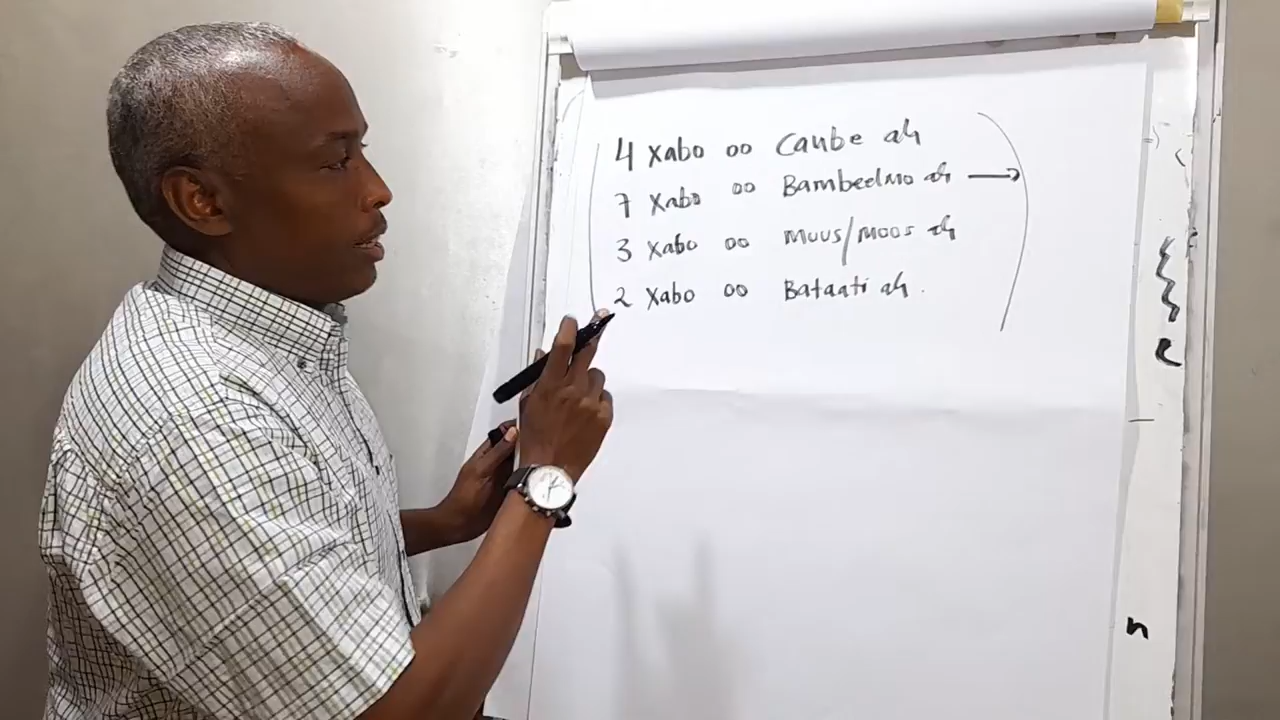 4 Xabo oo Canbe ah
7 Xabo oo Bambeelmo ah
3 Xabo oo Muus/Moos ah
2 Xabo oo Bataati ah.
n